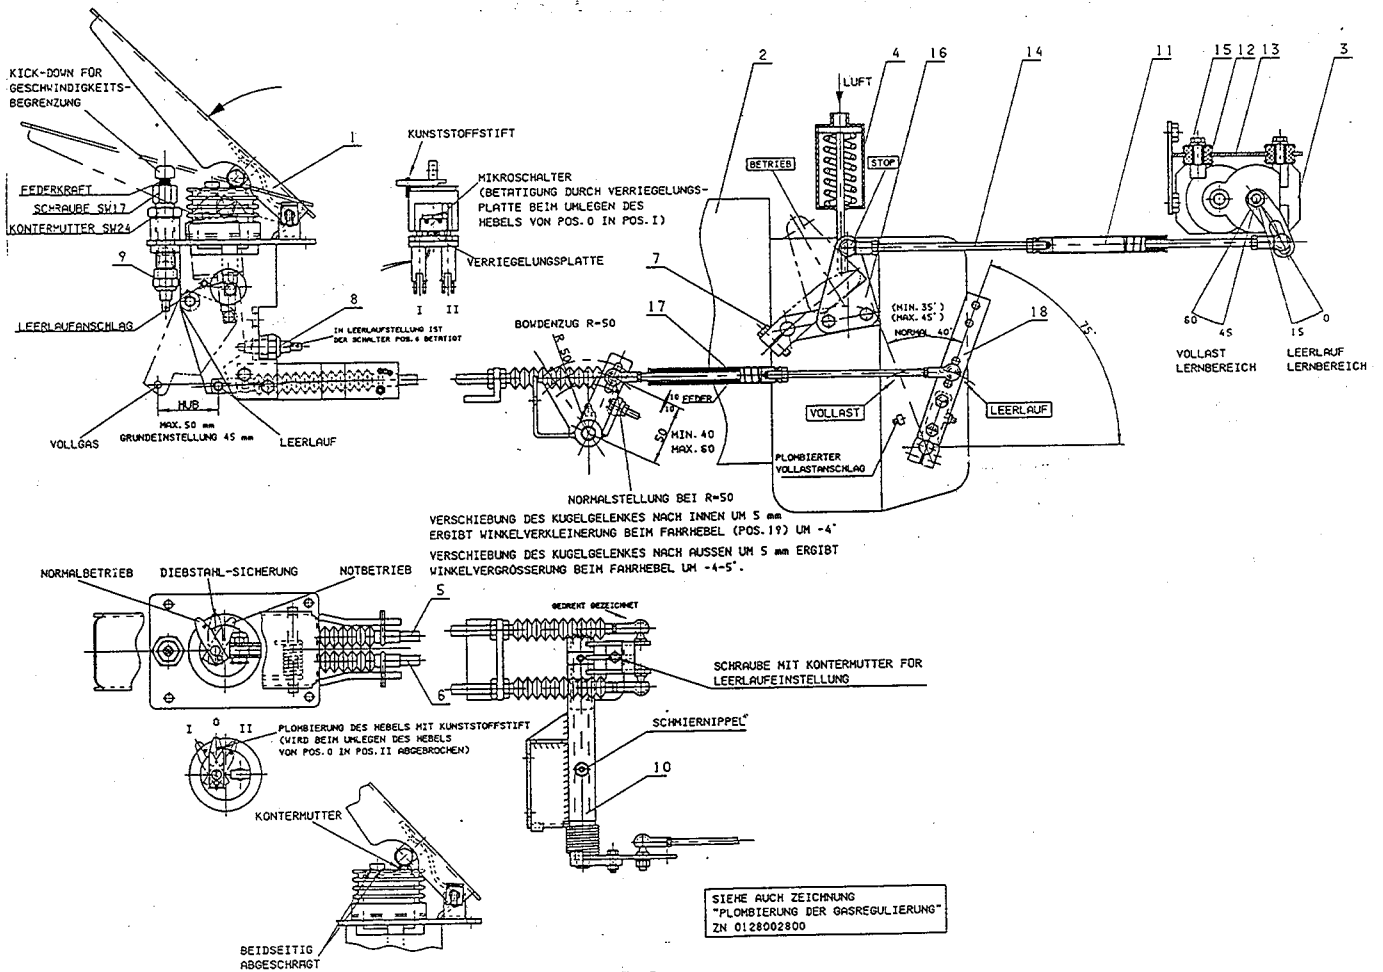 KICK-DOWN FÜR
GESCHWINDIGKEITS-
BEGRENZUNG
1
FEDERKRAFT
SCHRAUBE SW17
KONTERMUTTER SW24
9
LEERLAUFANSCHLAG
8
IN LEERLAUFSTELLUNG IST
DER SCHALTER POS.6 BETÄTIGT
HUB
MAX. 50 mm
GRUNDEINSTELLUNG 45 mm
VOLLGAS
LEERLAUF
KUNSTSTOFFSTIFT
MIKROSCHALTER
(BETÄTIGUNG DURCH VERRIEGELUNGS-
PLATTE BEIM UMLEGEN DES
HEBELS VON POS.0 IN POS.I)
VERRIEGELUNGSPLATTE
I II
2
4
16
14
11
15
12
13
3
LUFT
BETRIEB
STOP
7
17
BOWDENZUG R=50
R 50
FEDER
10
10
50
MIN. 40
MAX. 60
(MIN. 35°)
(MAX. 45°)
NORMAL 40°
18
75°
VOLLAST
LEERLAUF
PLOMBIERTER
VOLLASTANSCHLAG
60
45
15
0
VOLLAST
LERNBEREICH
LEERLAUF
LERNBEREICH
NORMALSTELLUNG BEI R=50
VERSCHIEBUNG DES KUGELGELENKES NACH INNEN UM 5 mm
ERGIBT WINKELVERKLEINERUNG BEIM FAHRHEBEL (POS.19) UM -4°
VERSCHIEBUNG DES KUGELGELENKES NACH AUSSEN UM 5 mm ERGIBT
WINKELVERGRÖSSERUNG BEIM FAHRHEBEL UM -4-5°.
NORMALBETRIEB
DIEBSTAHL-SICHERUNG
NOTBETRIEB
5
6
GEDREHT GEZEICHNET
SCHRAUBE MIT KONTERMUTTER FÜR
LEERLAUFEINSTELLUNG
SCHMIERNIPPEL
10
I 0 II
PLOMBIERUNG DES HEBELS MIT KUNSTSTOFFSTIFT
(WIRD BEIM UMLEGEN DES HEBELS
VON POS.0 IN POS.II ABGEBROCHEN)
KONTERMUTTER
BEIDSEITIG
ABGESCHRÄGT
SIEHE AUCH ZEICHNUNG
"PLOMBIERUNG DER GASREGULIERUNG"
ZN 0128002800